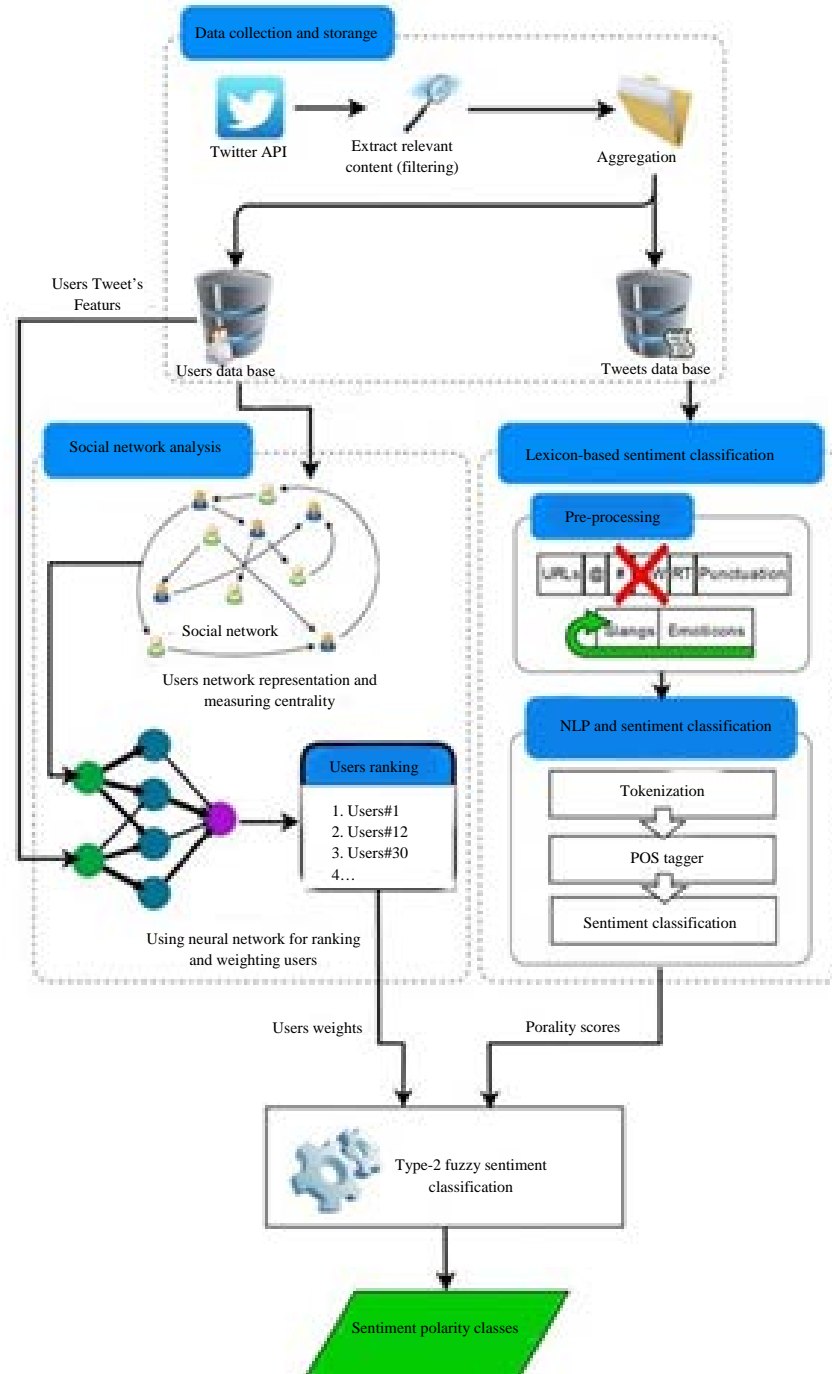 Data collection and storange
Twitter API
Extract relevant
content (filtering)
Aggregation
Users Tweet's
Featurs
Users data base
Tweets data base
Social network analysis
Social network
Users network representation and
measuring centrality
Users ranking
1. Users#1
2. Users#12
3. Users#30
4…
Using neural network for ranking
and weighting users
Lexicon-based sentiment classification
Pre-processing
URLs @ # RT Punctuation
Slangs Emoticons
NLP and sentiment classification
Tokenization
POS tagger
Sentiment classification
Users weights
Porality scores
Type-2 fuzzy sentiment
classification
Sentiment polarity classes